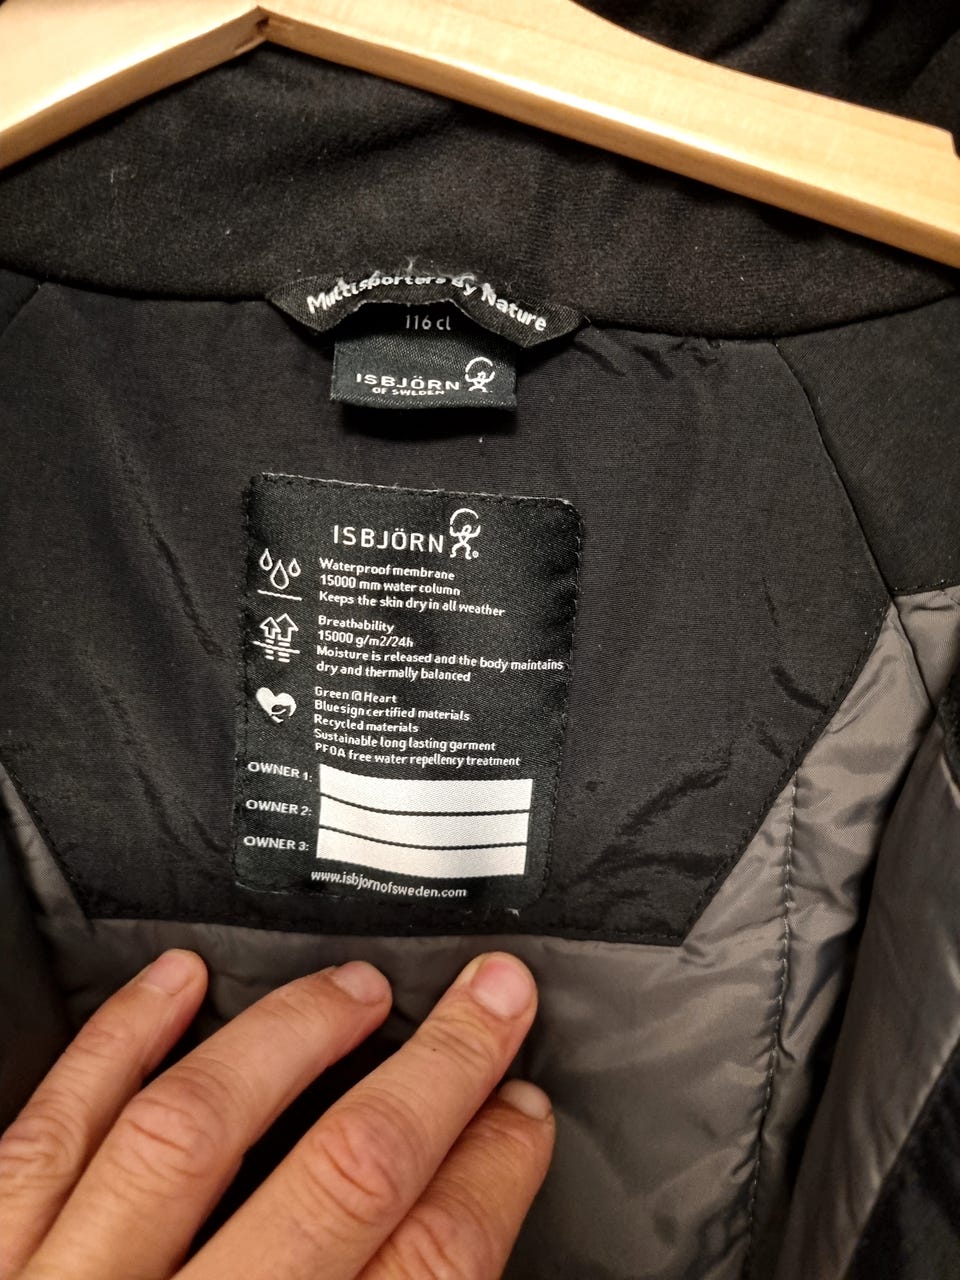 Multisporters By Nature
116 cl
ISBJÖRN
OF SWEDEN
ISBJÖRN
Waterproof membrane
15000 mm water column
Keeps the skin dry in all weather
Breathability
15000 g/m2/24h
Moisture is released and the body maintains
dry and thermally balanced
Green @ Heart
Bluesign certified materials
Recycled materials
Sustainable long lasting garment
PFOA free water repellency treatment
OWNER 1:
OWNER 2:
OWNER 3:
www.isbjornofsweden.com